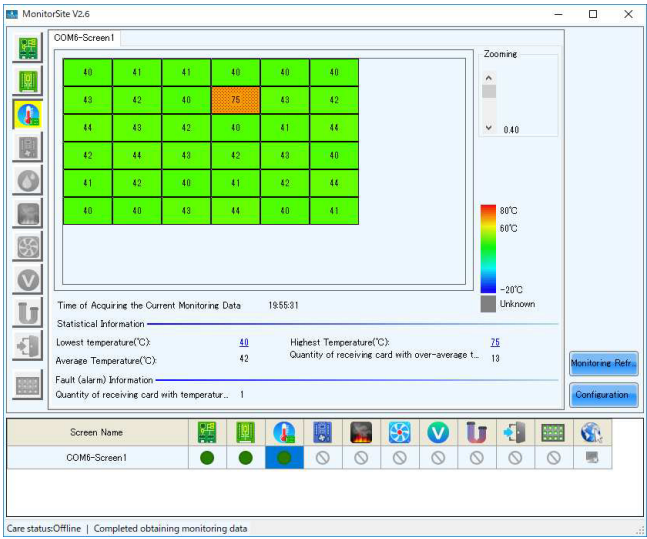 MonitorSite V2.6
COM6-Screen1
40 41 41 40 40 40
43 42 40 75 43 42
44 43 42 40 41 44
42 44 43 42 43 40
41 42 40 41 42 44
40 40 43 44 40 41
Zooming
0.40
80°C
60°C
-20°C
Unknown
Time of Acquiring the Current Monitoring Data 19:55:31
Statistical Information
Lowest temperature(°C): 40 Highest Temperature(°C): 75
Average Temperature(°C): 42 Quantity of receiving card with over-average t... 13
Fault (alarm) Information
Quantity of receiving card with temperatur... 1
Monitoring Refr...
Configuration
Screen Name
COM6-Screen1
Care status:Offline | Completed obtaining monitoring data